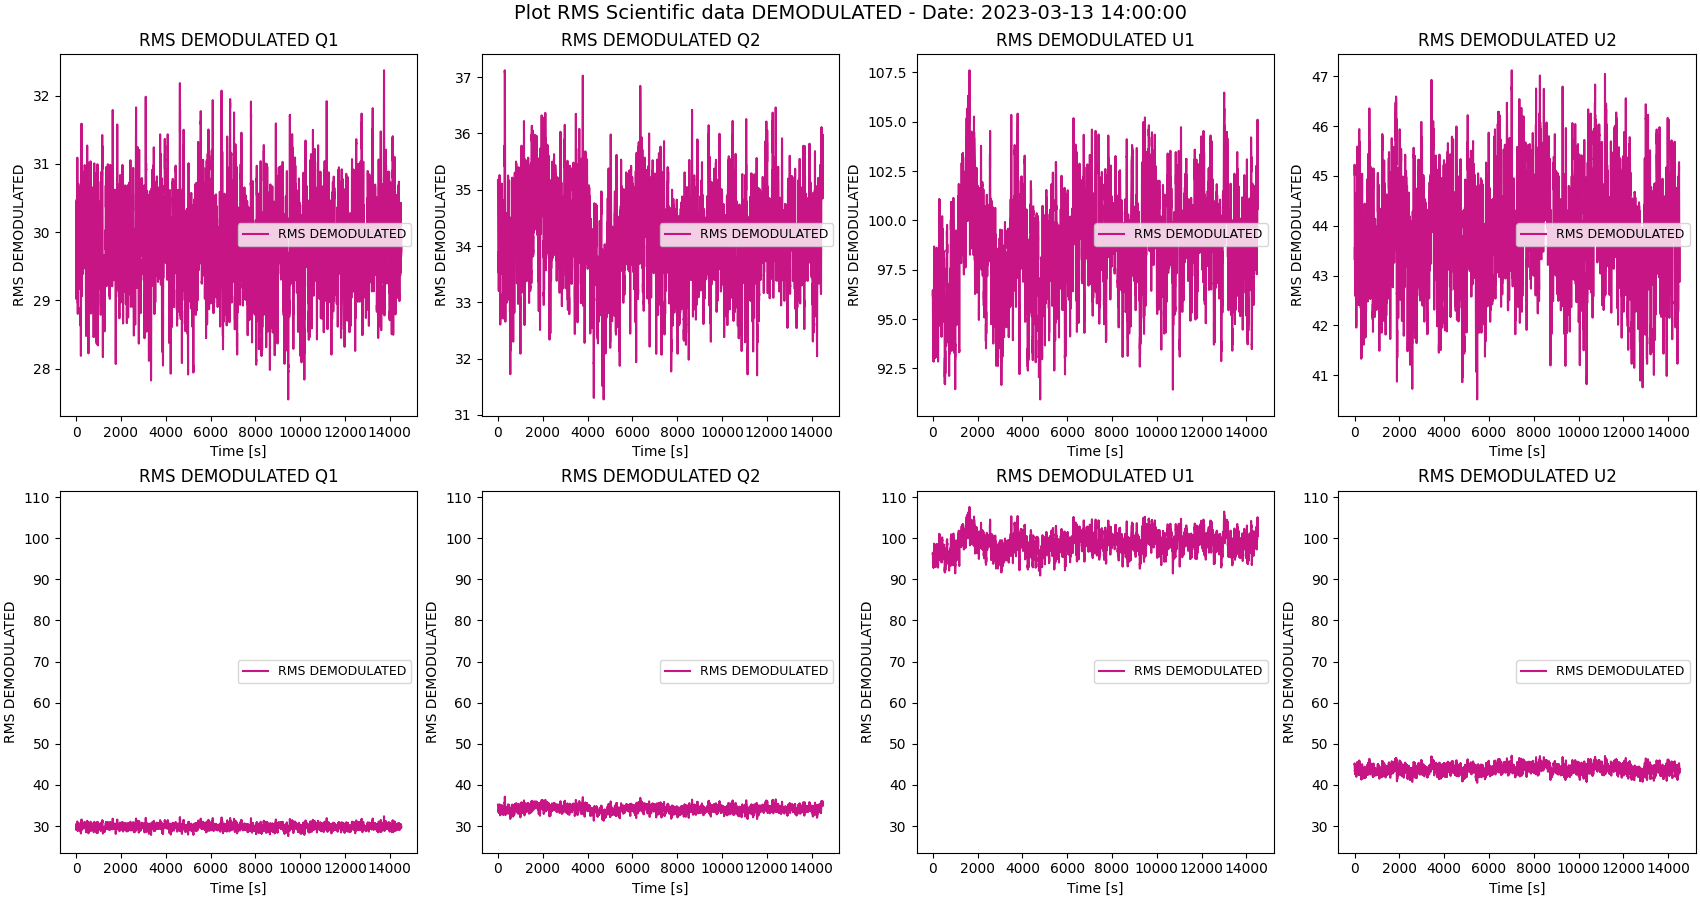 Plot RMS Scientific data DEMODULATED - Date: 2023-03-13 14:00:00
RMS DEMODULATED Q1
RMS DEMODULATED
32
31
30
29
28
RMS DEMODULATED
0 2000 4000 6000 8000 10000 12000 14000
Time [s]
RMS DEMODULATED Q2
RMS DEMODULATED
37
36
35
34
33
32
31
RMS DEMODULATED
0 2000 4000 6000 8000 10000 12000 14000
Time [s]
RMS DEMODULATED U1
RMS DEMODULATED
107.5
105.0
102.5
100.0
97.5
95.0
92.5
RMS DEMODULATED
0 2000 4000 6000 8000 10000 12000 14000
Time [s]
RMS DEMODULATED U2
RMS DEMODULATED
47
46
45
44
43
42
41
RMS DEMODULATED
0 2000 4000 6000 8000 10000 12000 14000
Time [s]
RMS DEMODULATED Q1
RMS DEMODULATED
110
100
90
80
70
60
50
40
30
RMS DEMODULATED
0 2000 4000 6000 8000 10000 12000 14000
Time [s]
RMS DEMODULATED Q2
RMS DEMODULATED
110
100
90
80
70
60
50
40
30
RMS DEMODULATED
0 2000 4000 6000 8000 10000 12000 14000
Time [s]
RMS DEMODULATED U1
RMS DEMODULATED
110
100
90
80
70
60
50
40
30
RMS DEMODULATED
0 2000 4000 6000 8000 10000 12000 14000
Time [s]
RMS DEMODULATED U2
RMS DEMODULATED
110
100
90
80
70
60
50
40
30
RMS DEMODULATED
0 2000 4000 6000 8000 10000 12000 14000
Time [s]